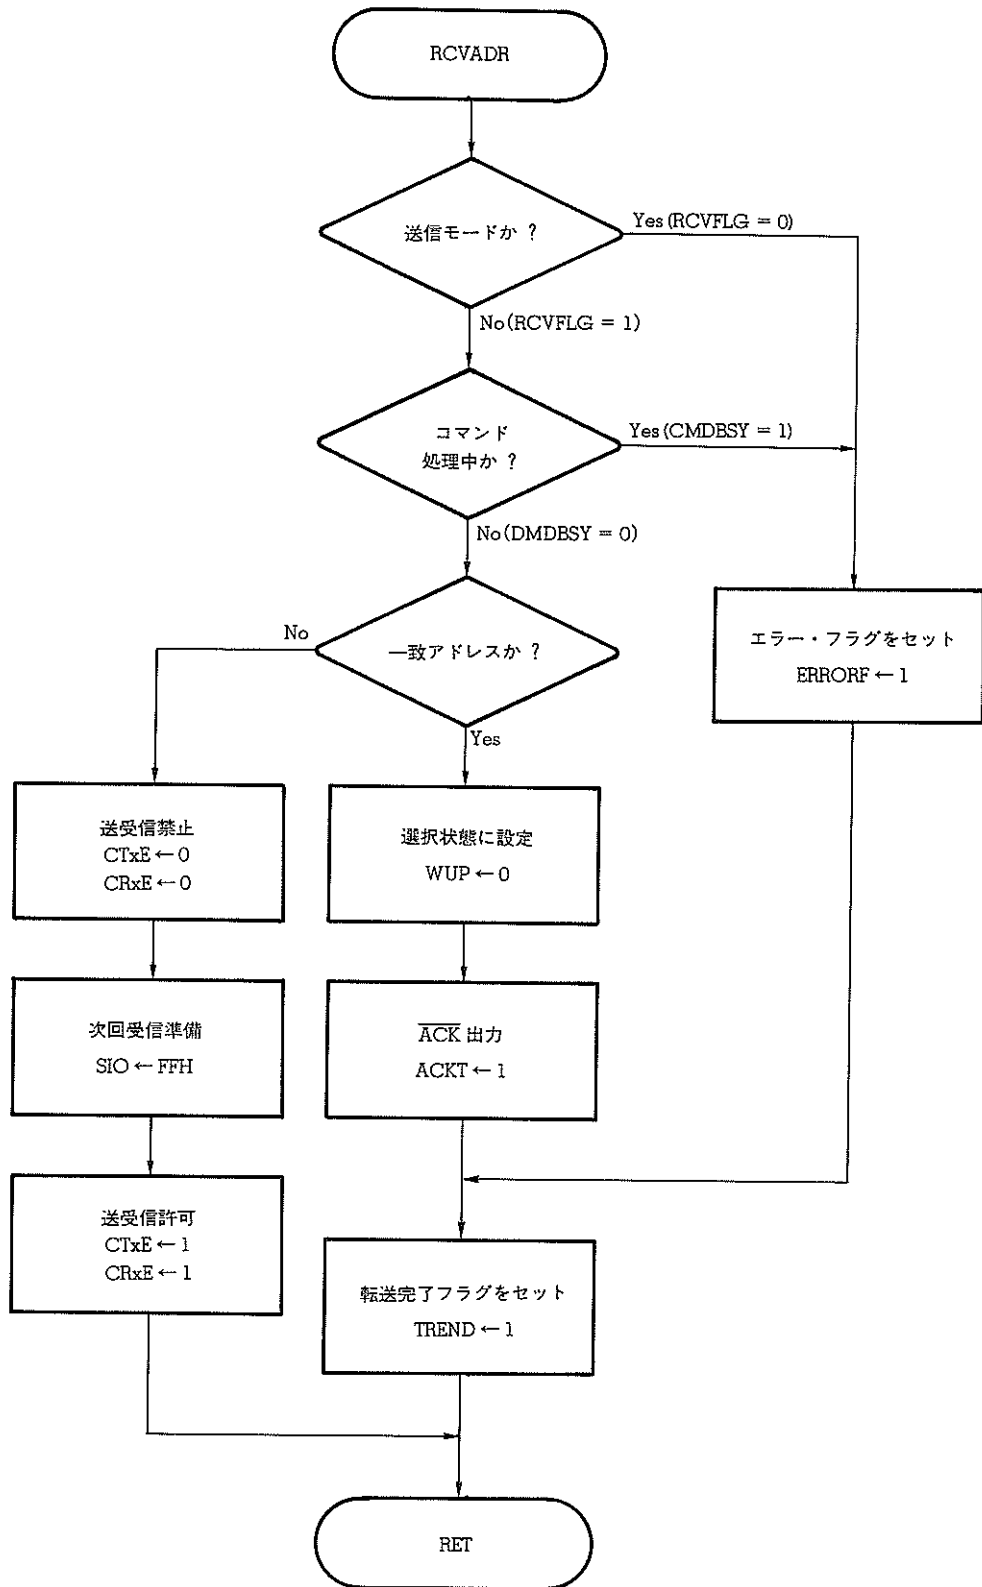 RCVADR
送信モードか ?
Yes (RCVFLG = 0)
No (RCVFLG = 1)
コマンド
処理中か ?
Yes (CMDBSY = 1)
No (DMDBSY = 0)
一致アドレスか ?
No
Yes
エラー・フラグをセット
ERRORF ← 1
送受信禁止
CTxE ← 0
CRxE ← 0
選択状態に設定
WUP ← 0
次回受信準備
SIO ← FFH
A̅C̅K̅ 出力
ACKT ← 1
送受信許可
CTxE ← 1
CRxE ← 1
転送完了フラグをセット
TREND ← 1
RET